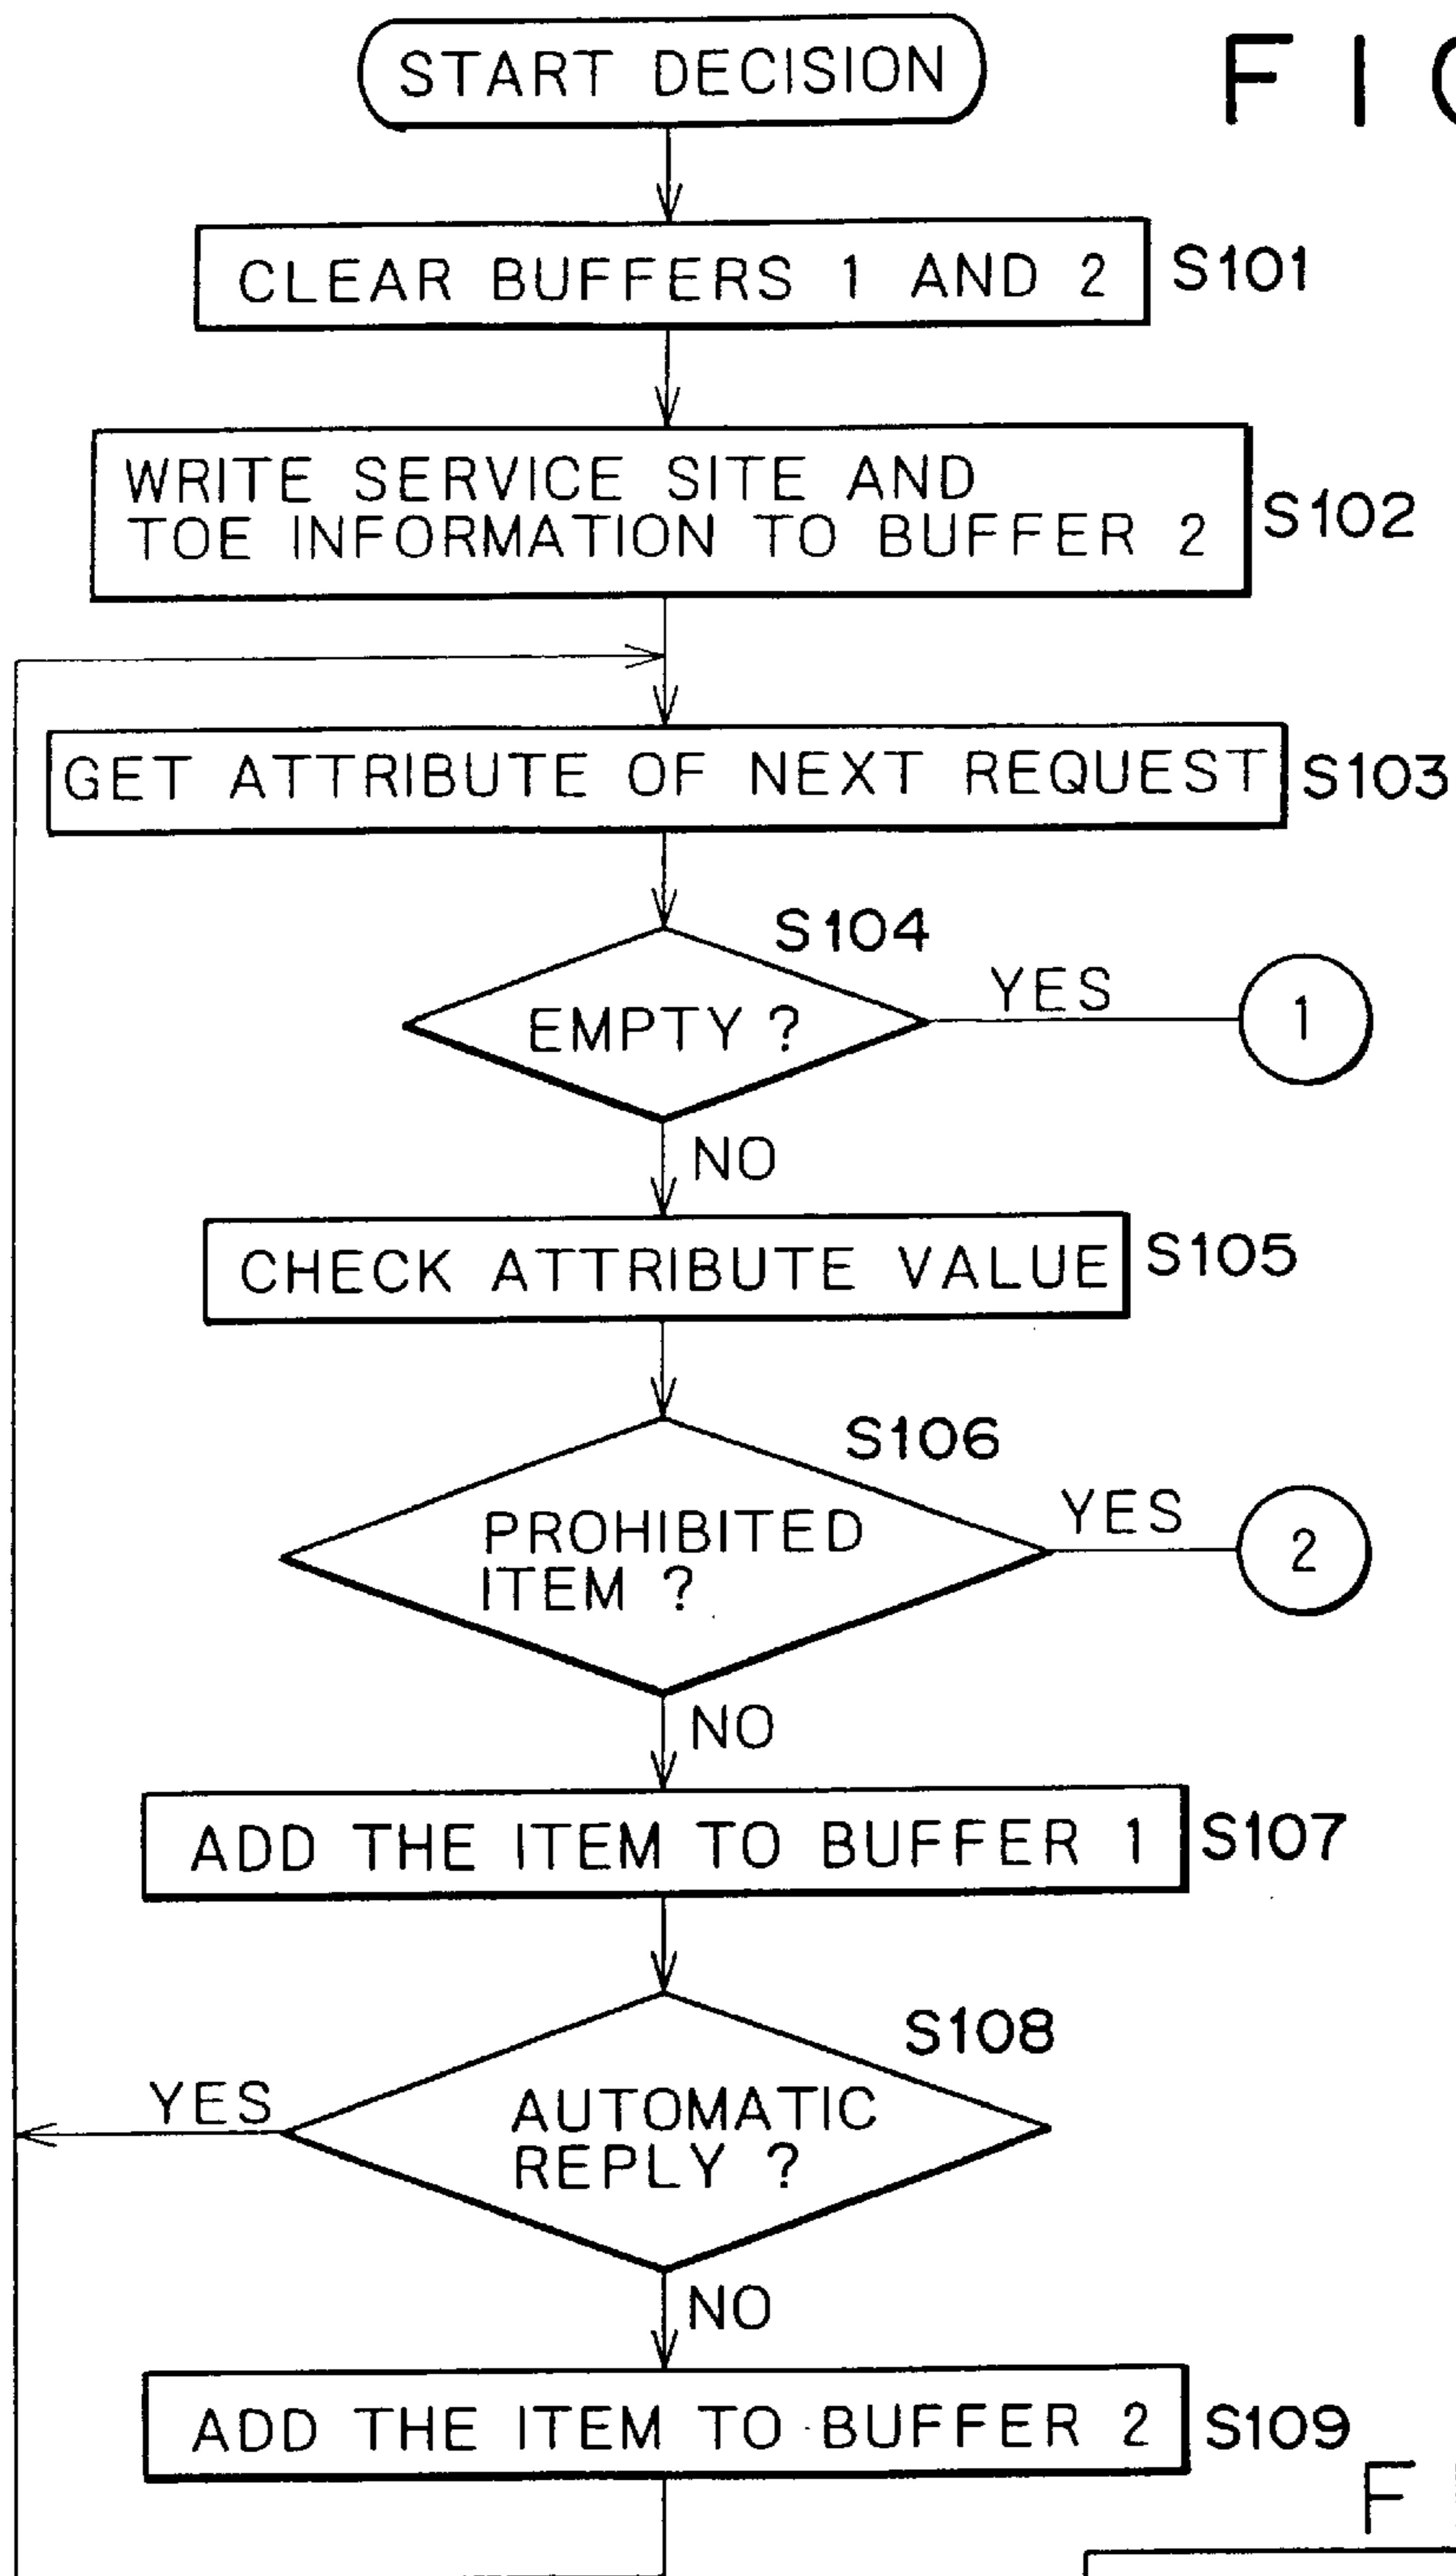 START DECISION
FI
CLEAR BUFFERS 1 AND 2
S101
WRITE SERVICE SITE AND
TOE INFORMATION TO BUFFER 2
S102
GET ATTRIBUTE OF NEXT REQUEST
S103
S104
EMPTY ?
YES
1
NO
CHECK ATTRIBUTE VALUE
S105
S106
PROHIBITED
ITEM ?
YES
2
NO
ADD THE ITEM TO BUFFER 1
S107
S108
AUTOMATIC
REPLY ?
YES
NO
ADD THE ITEM TO BUFFER 2
S109
F